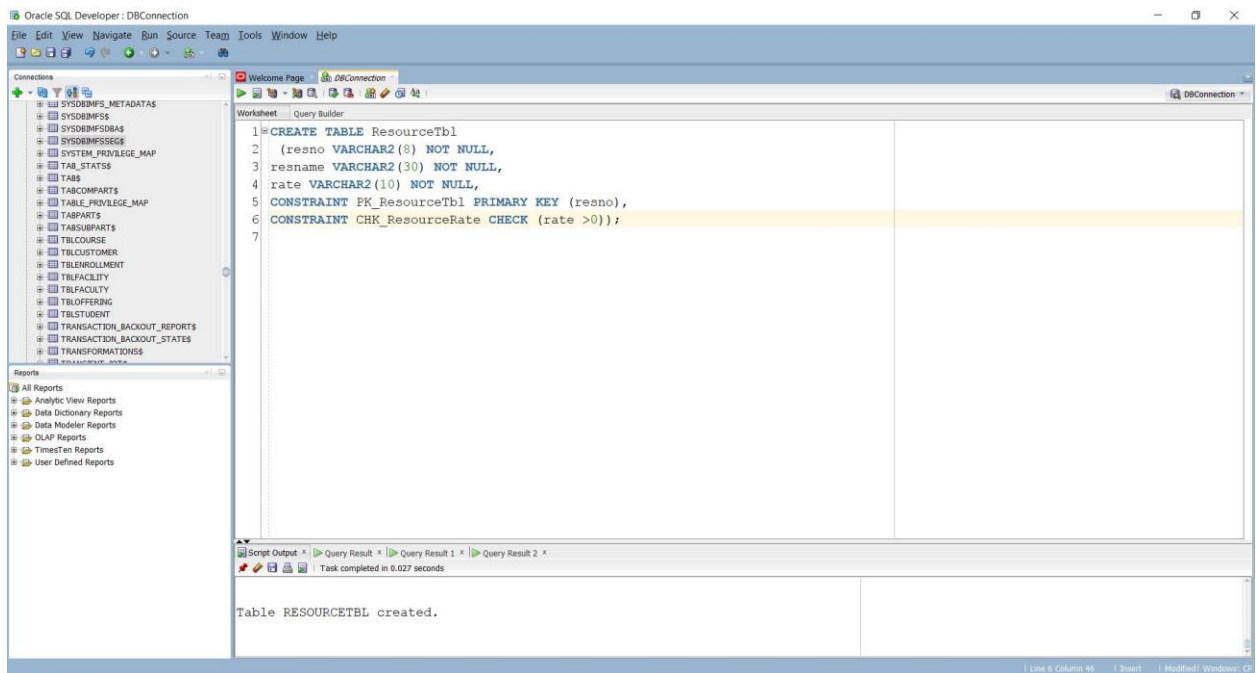 Oracle SQL Developer : DBConnection
File Edit View Navigate Run Source Team Tools Window Help
Connections
SYSDBIMFS_METADATA$
SYSDBIMFS$
SYSDBIMFSDBA$
SYSDBIMFSSEG$
SYSTEM_PRIVILEGE_MAP
TAB_STATS$
TAB$
TABCOMPART$
TABLE_PRIVILEGE_MAP
TABPART$
TABSUBPART$
TBLCOURSE
TBLCUSTOMER
TBLENROLLMENT
TBLFACILITY
TBLFACULTY
TBLOFFERING
TBLSTUDENT
TRANSACTION_BACKOUT_REPORT$
TRANSACTION_BACKOUT_STATE$
TRANSFORMATIONS$
Reports
All Reports
Analytic View Reports
Data Dictionary Reports
Data Modeler Reports
OLAP Reports
TimesTen Reports
User Defined Reports
Welcome Page DBConnection
DBConnection
Worksheet Query Builder
1 CREATE TABLE ResourceTbl
2 (resno VARCHAR2(8) NOT NULL,
3 resname VARCHAR2(30) NOT NULL,
4 rate VARCHAR2(10) NOT NULL,
5 CONSTRAINT PK_ResourceTbl PRIMARY KEY (resno),
6 CONSTRAINT CHK_ResourceRate CHECK (rate >0));
7
Script Output x Query Result x Query Result 1 x Query Result 2 x
Task completed in 0.027 seconds
Table RESOURCETBL created.
Line 6 Column 46 Insert Modified Windows: CR